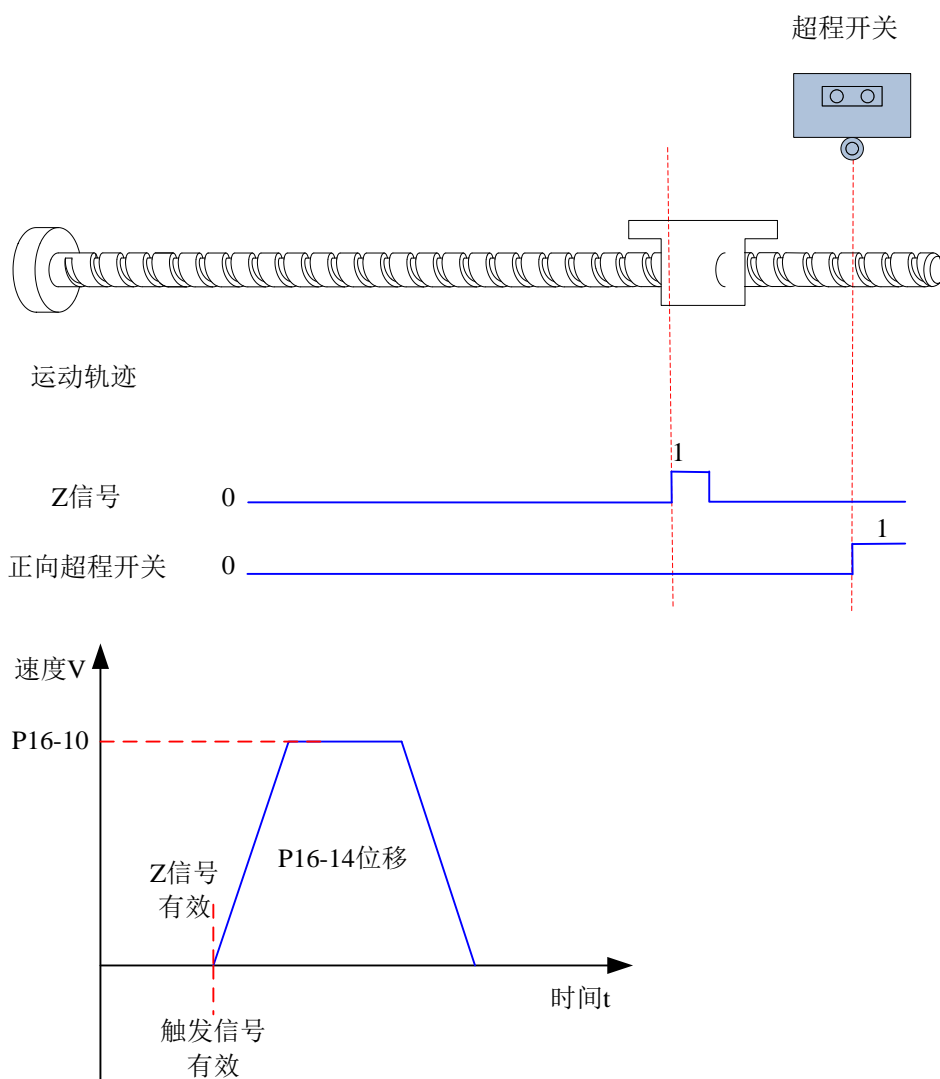 超程开关
运动轨迹
1
Z信号
0
1
正向超程开关
0
速度V
P16-10
P16-14位移
Z信号
有效
时间t
触发信号
有效